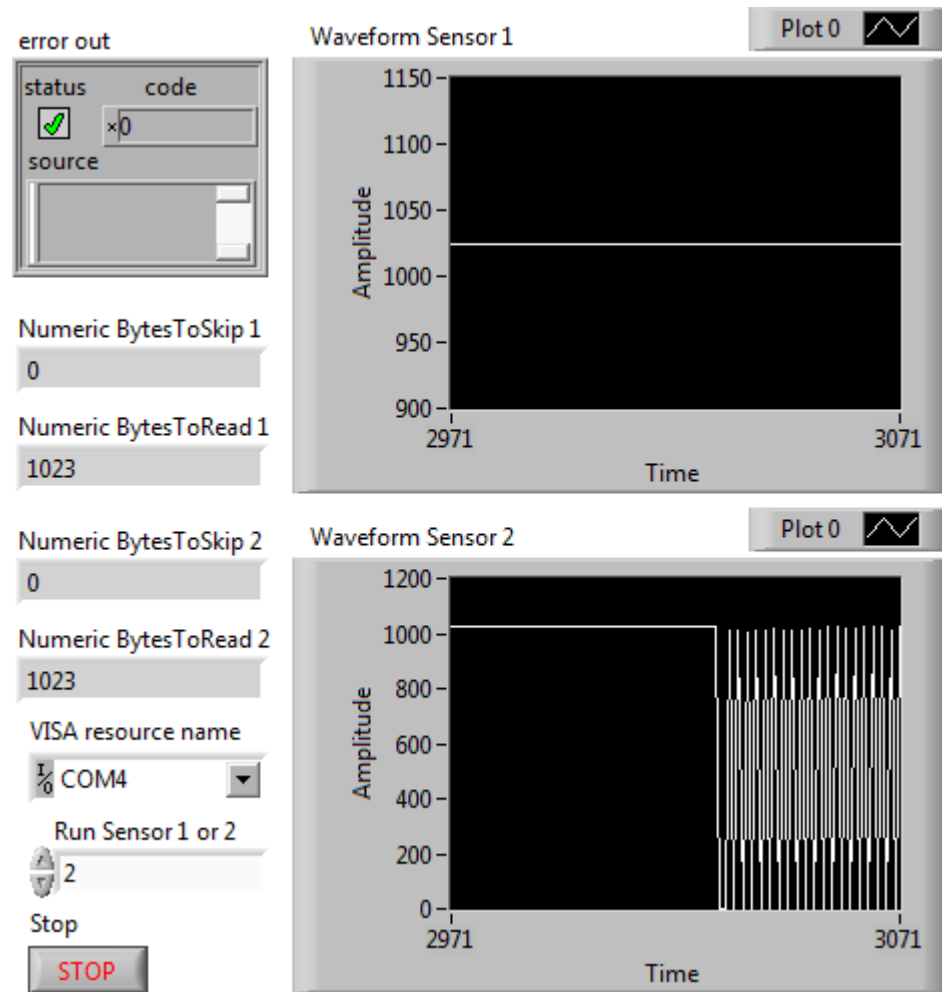 error out
status code
×0
source
Numeric BytesToSkip 1
0
Numeric BytesToRead 1
1023
Numeric BytesToSkip 2
0
Numeric BytesToRead 2
1023
VISA resource name
I/O COM4
Run Sensor 1 or 2
2
Stop
STOP
Waveform Sensor 1
Plot 0
1150
1100
1050
1000
950
900
Amplitude
2971 3071
Time
Waveform Sensor 2
Plot 0
1200
1000
800
600
400
200
0
Amplitude
2971 3071
Time